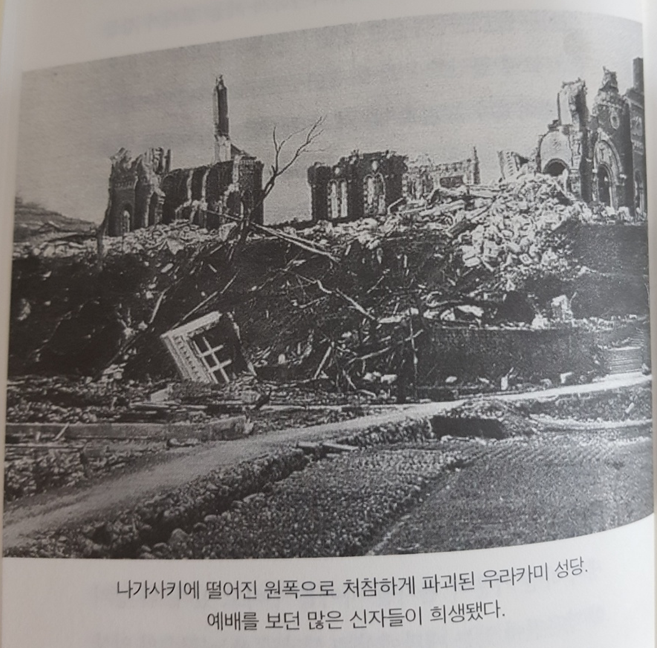 나가사키에 떨어진 원폭으로 처참하게 파괴된 우라카미 성당.
예배를 보던 많은 신자들이 희생됐다.